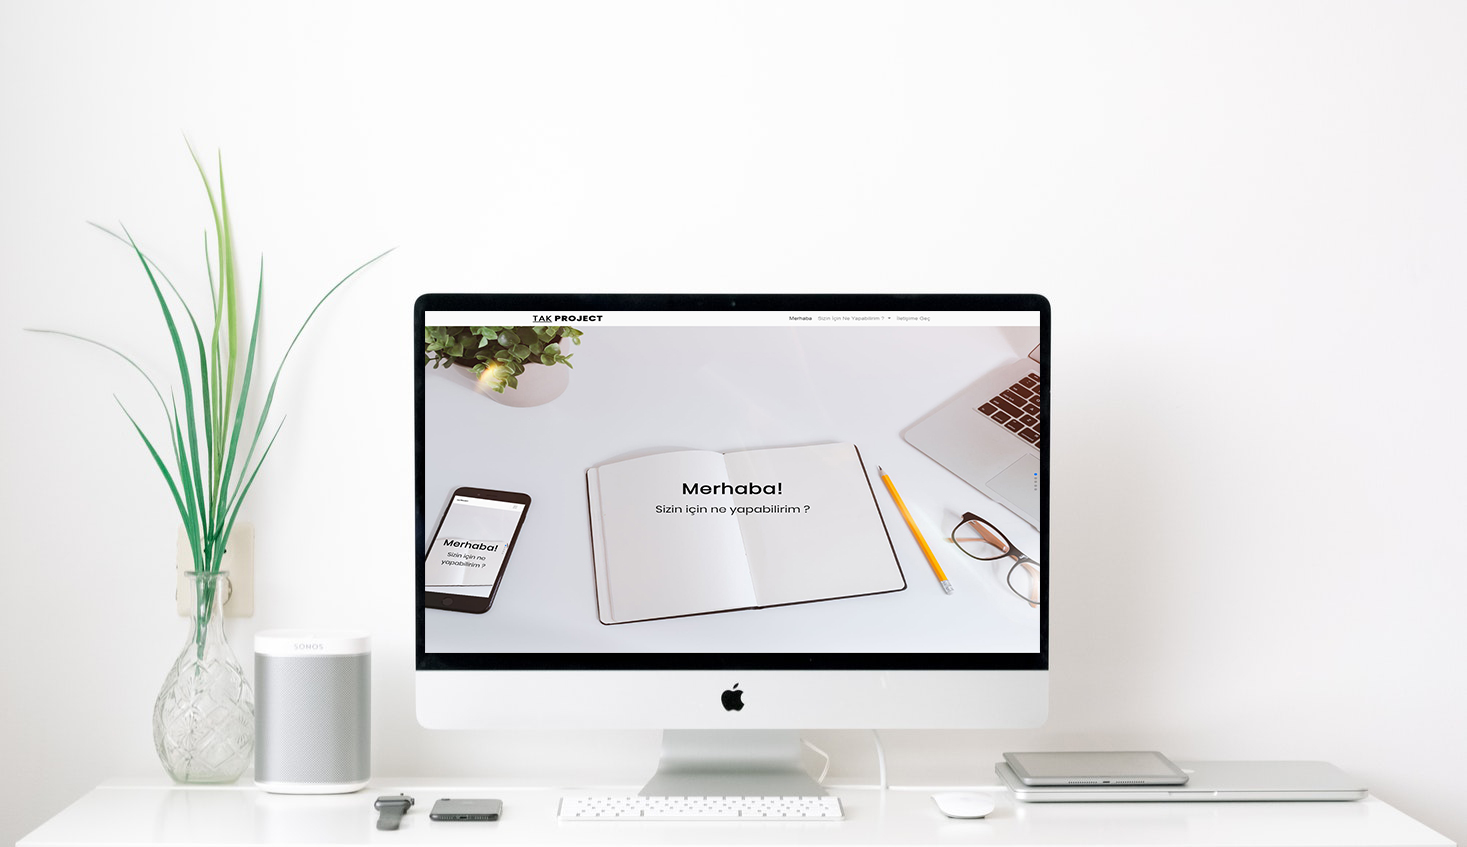 TAK PROJECT
Merhaba Sizin İçin Ne Yapabilirim ? İletişime Geç
Merhaba!
Sizin için ne yapabilirim ?
Merhaba!
Sizin için ne
yapabilirim ?
SONOS